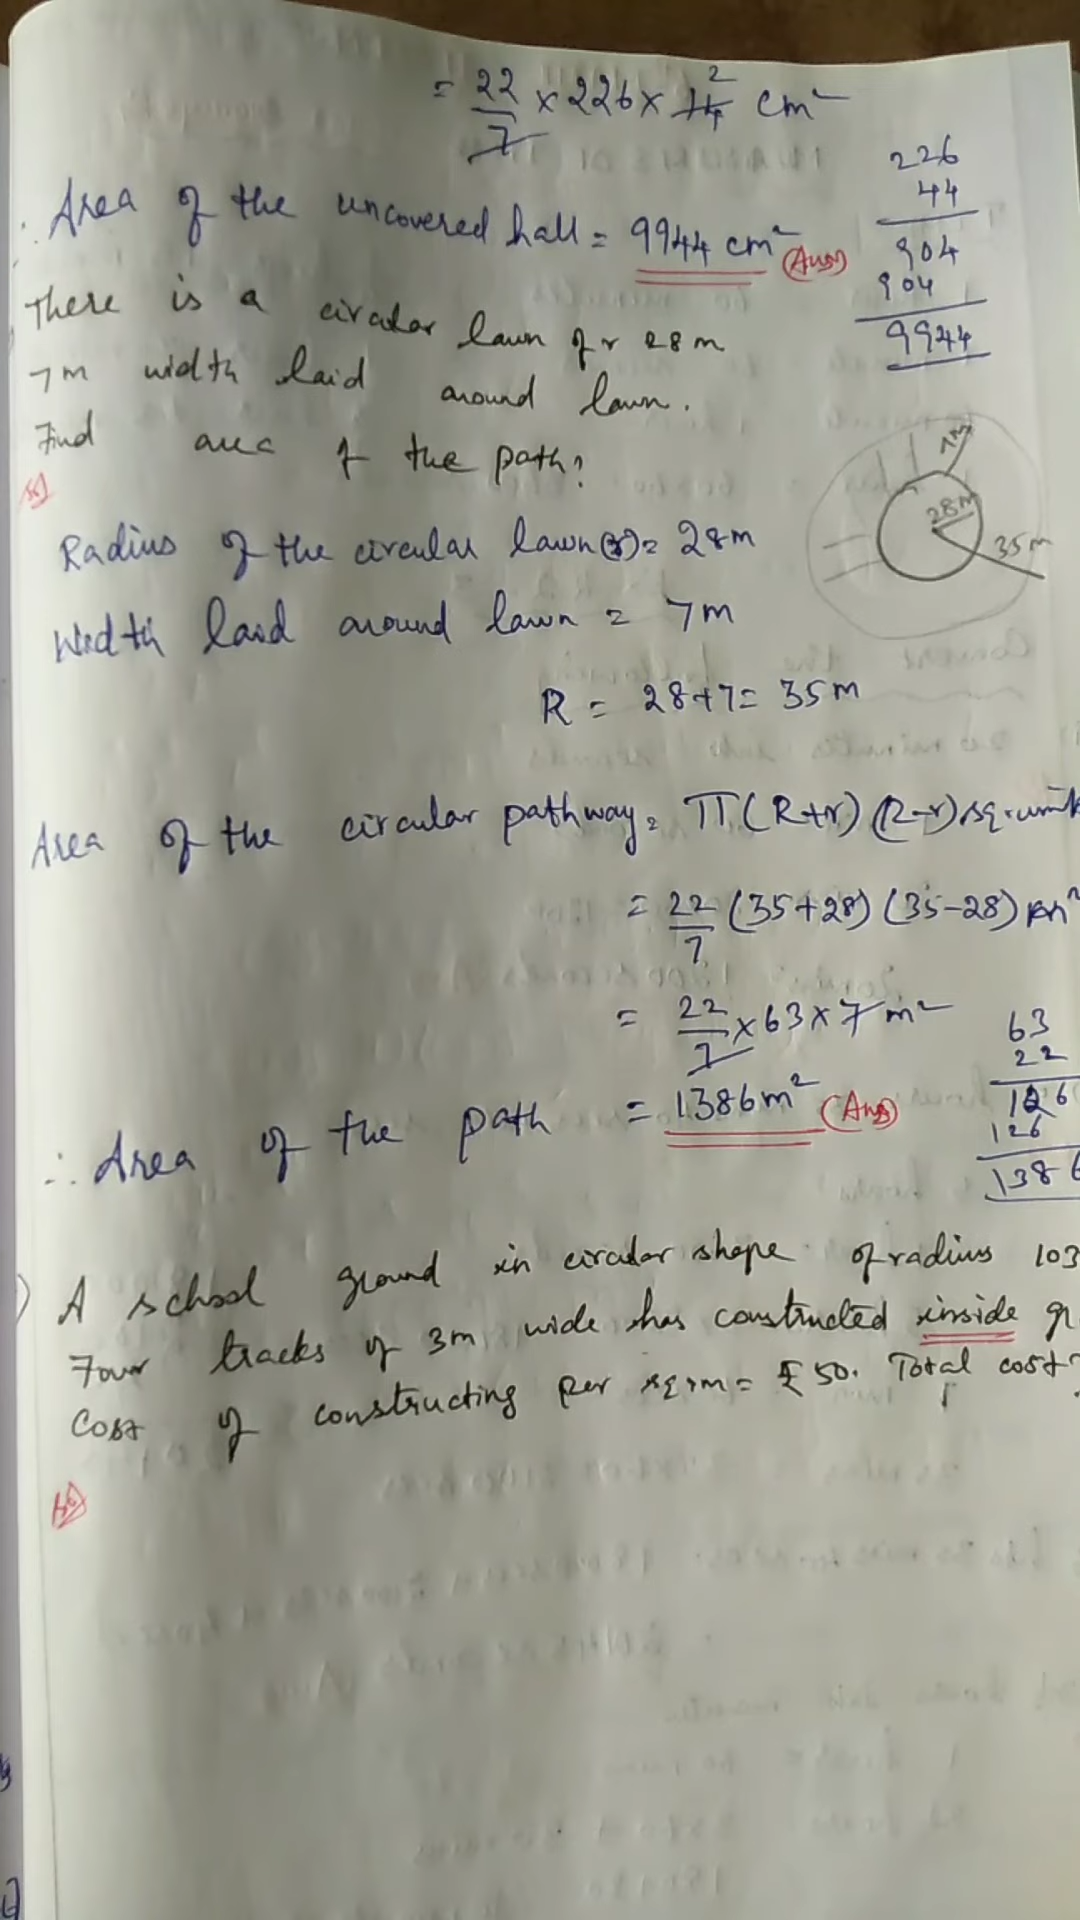 = 22/7 x 226 x 14 2 cm²
226
44
904
904
9944
∴ Area of the uncovered hall = 9944 cm² (Ans)
There is a circular lawn of r 28m
7m width laid around lawn.
Find area of the path?
7m
28m
35m
Radius of the circular lawn (r) = 28m
Width laid around lawn = 7m
R = 28+7= 35m
Area of the circular pathway = π(R+r) (R-r) sq.unit
= 22/7 (35+28) (35-28) m²
= 22/7 x 63 x 7 m²
63
22
126
126
1386
∴ Area of the path = 1386m² (Ans)
A school ground in circular shape of radius 103
Four tracks of 3m wide has constructed inside gr
Cost of constructing per sq.m = ₹50. Total cost?